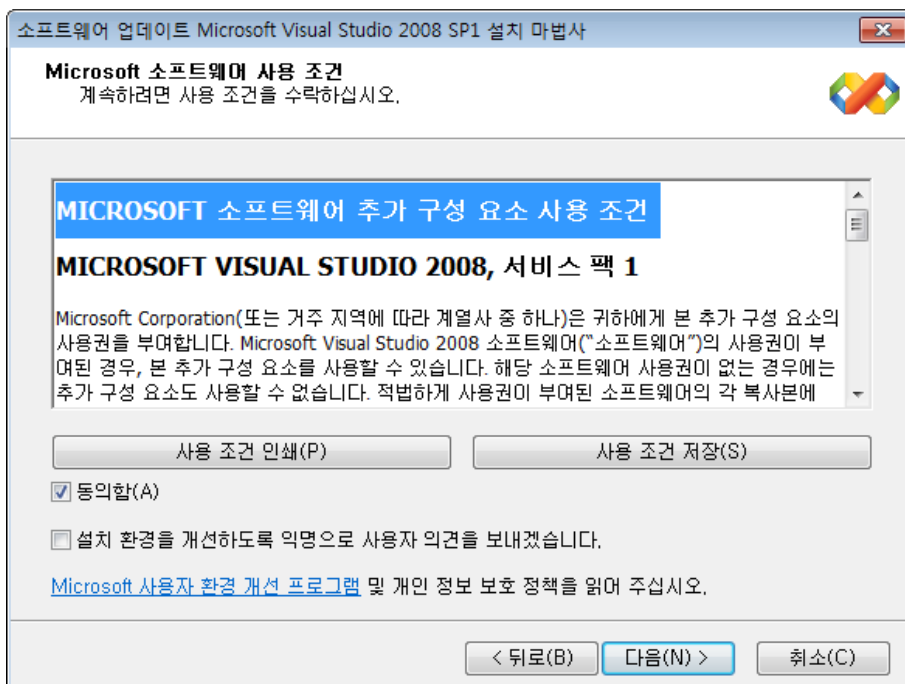 소프트웨어 업데이트 Microsoft Visual Studio 2008 SP1 설치 마법사
Microsoft 소프트웨어 사용 조건
계속하려면 사용 조건을 수락하십시오.
MICROSOFT 소프트웨어 추가 구성 요소 사용 조건
MICROSOFT VISUAL STUDIO 2008, 서비스 팩 1
Microsoft Corporation(또는 거주 지역에 따라 계열사 중 하나)은 귀하에게 본 추가 구성 요소의
사용권을 부여합니다. Microsoft Visual Studio 2008 소프트웨어(“소프트웨어”)의 사용권이 부
여된 경우, 본 추가 구성 요소를 사용할 수 있습니다. 해당 소프트웨어 사용권이 없는 경우에는
추가 구성 요소도 사용할 수 없습니다. 적법하게 사용권이 부여된 소프트웨어의 각 복사본에
사용 조건 인쇄(P)
사용 조건 저장(S)
동의함(A)
설치 환경을 개선하도록 익명으로 사용자 의견을 보내겠습니다.
Microsoft 사용자 환경 개선 프로그램 및 개인 정보 보호 정책을 읽어 주십시오.
< 뒤로(B)
다음(N) >
취소(C)